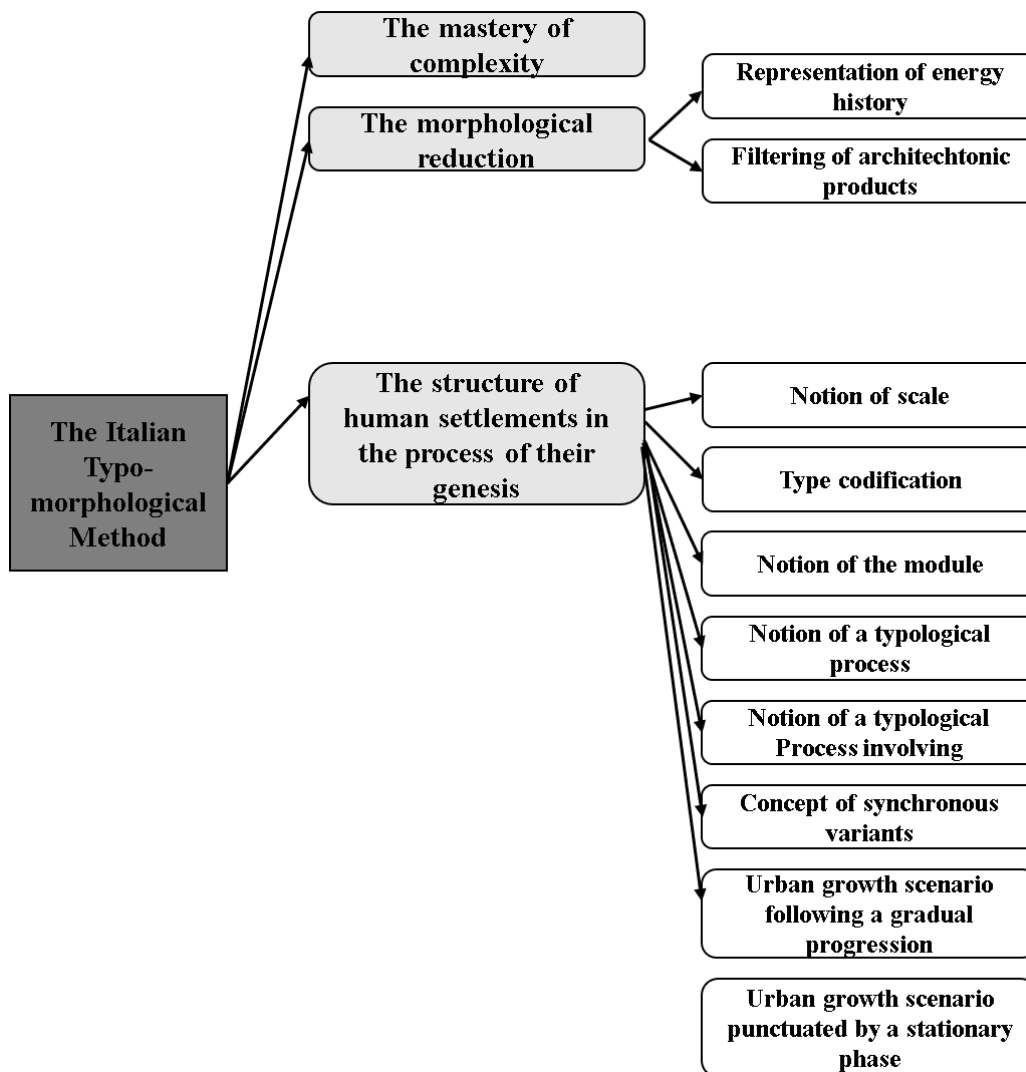 The mastery of
complexity
The morphological
reduction
Representation of energy
history
Filtering of architechtonic
products
The Italian
Typo-
morphological
Method
The structure of
human settlements in
the process of their
genesis
Notion of scale
Type codification
Notion of the module
Notion of a typological
process
Notion of a typological
Process involving
Concept of synchronous
variants
Urban growth scenario
following a gradual
progression
Urban growth scenario
punctuated by a stationary
phase